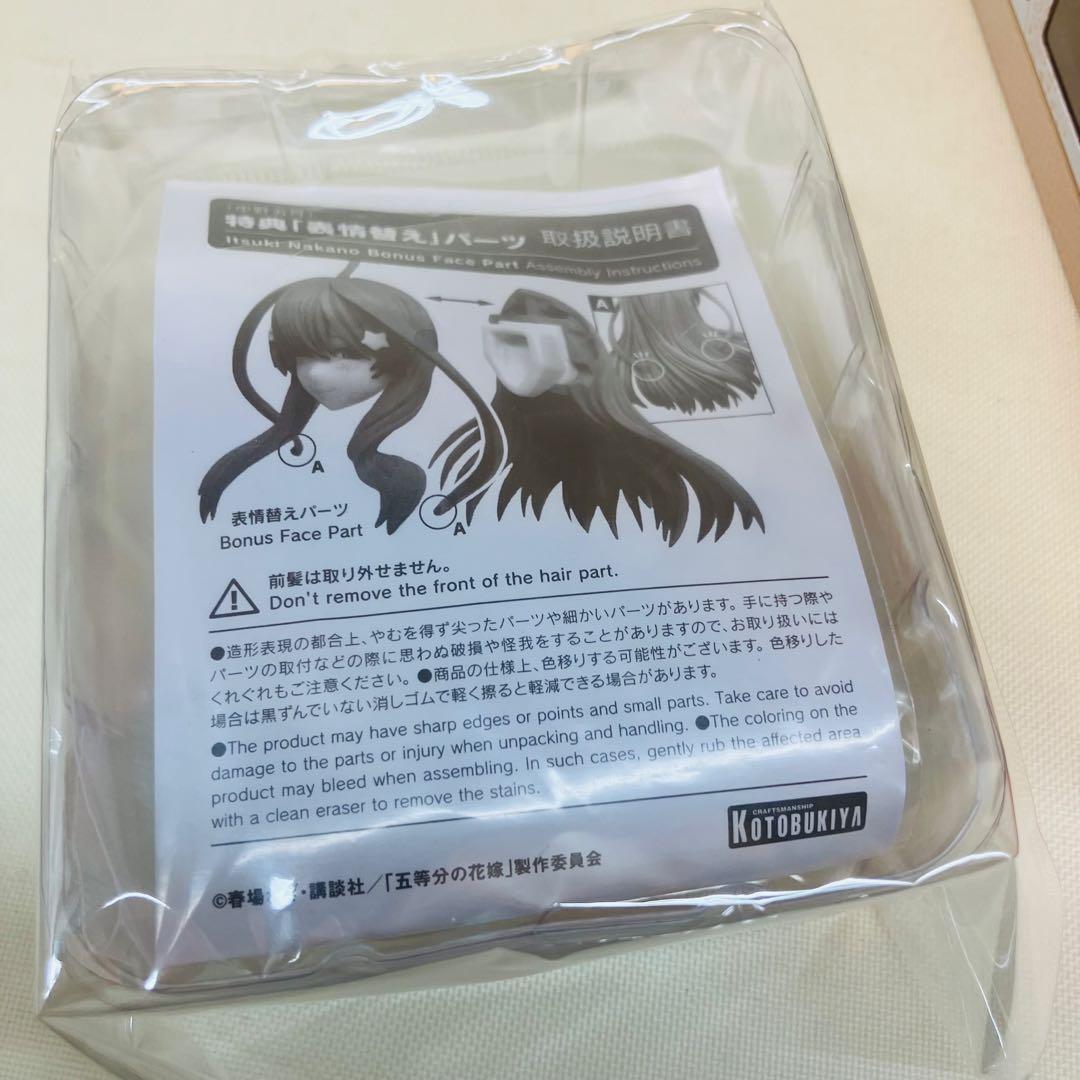 特典「表情替え」パーツ 取扱説明書
Itsuki Nakano Bonus Face Part Assembly Instructions
A
A
A
表情替えパーツ
Bonus Face Part
前髪は取り外せません。
Don't remove the front of the hair part.
●造形表現の都合上、やむを得ず尖ったパーツや細かいパーツがあります。手に持つ際や
パーツの取付などの際に思わぬ破損や怪我をすることがありますので、お取り扱いには
くれぐれもご注意ください。●商品の仕様上、色移りする可能性がございます。色移りした
場合は黒ずんでいない消しゴムで軽く擦ると軽減できる場合があります。
●The product may have sharp edges or points and small parts. Take care to avoid
damage to the parts or injury when unpacking and handling. ●The coloring on the
product may bleed when assembling. In such cases, gently rub the affected area
with a clean eraser to remove the stains.
CRAFTSMANSHIP
KOTOBUKIYA
©春場・講談社/「五等分の花嫁」製作委員会